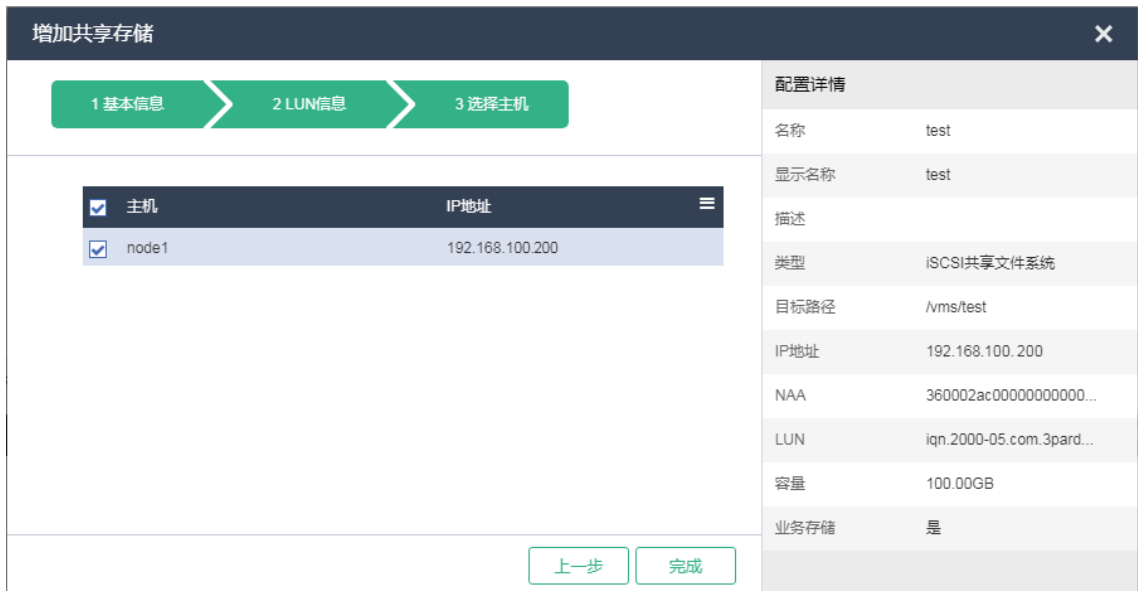 增加共享存储
1 基本信息 2 LUN信息 3 选择主机
主机 IP地址
node1 192.168.100.200
上一步 完成
配置详情
名称 test
显示名称 test
描述
类型 iSCSI共享文件系统
目标路径 /vms/test
IP地址 192.168.100. 200
NAA 360002ac00000000000...
LUN iqn.2000-05.com.3pard...
容量 100.00GB
业务存储 是